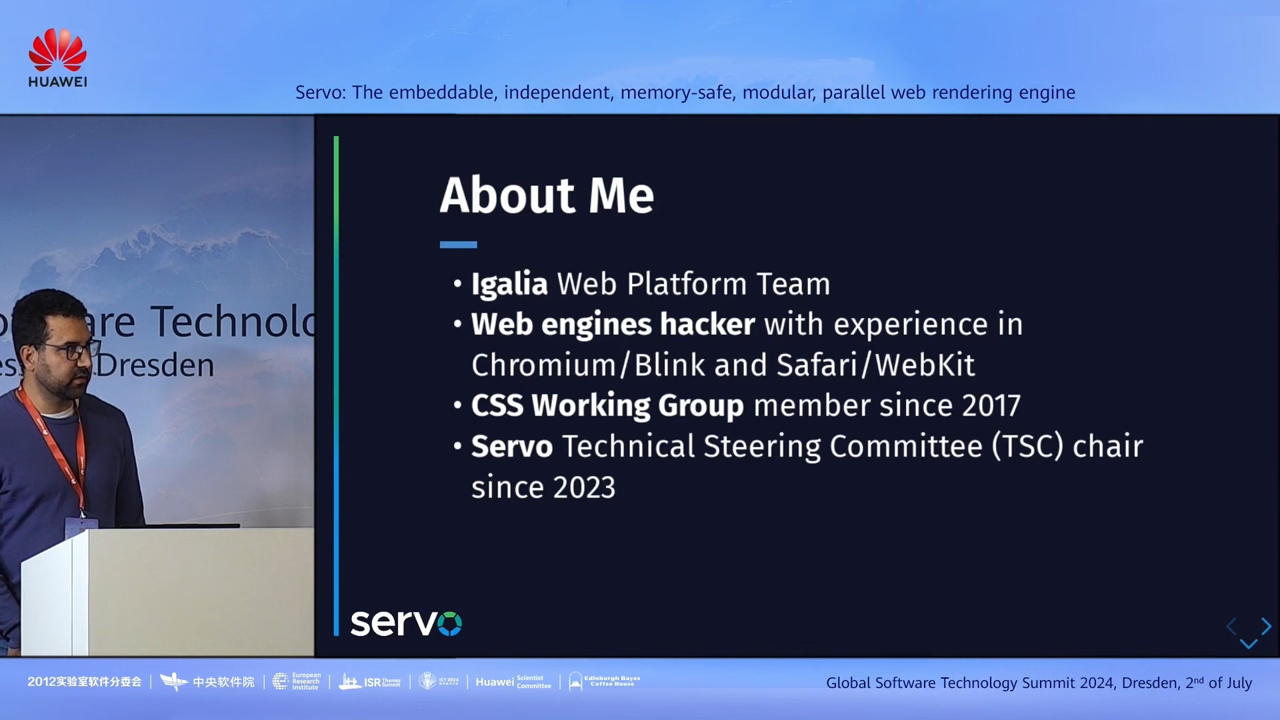 HUAWEI
Servo: The embeddable, independent, memory-safe, modular, parallel web rendering engine
are Technolo
Dresden
About Me
• Igalia Web Platform Team
• Web engines hacker with experience in
Chromium/Blink and Safari/WebKit
• CSS Working Group member since 2017
• Servo Technical Steering Committee (TSC) chair
since 2023
servo
2012实验室软件分委会
中央软件院
European
Research
Institute
ISR
Huawei Scientist
Committee
Edinburgh Bayes
Coffee House
Global Software Technology Summit 2024, Dresden, 2nd of July